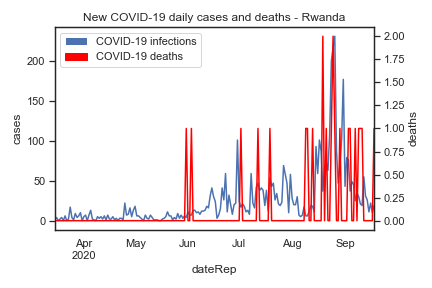 New COVID-19 daily cases and deaths - Rwanda
COVID-19 infections
COVID-19 deaths
cases
200
150
100
50
0
deaths
2.00
1.75
1.50
1.25
1.00
0.75
0.50
0.25
0.00
Apr May Jun Jul Aug Sep
2020
dateRep